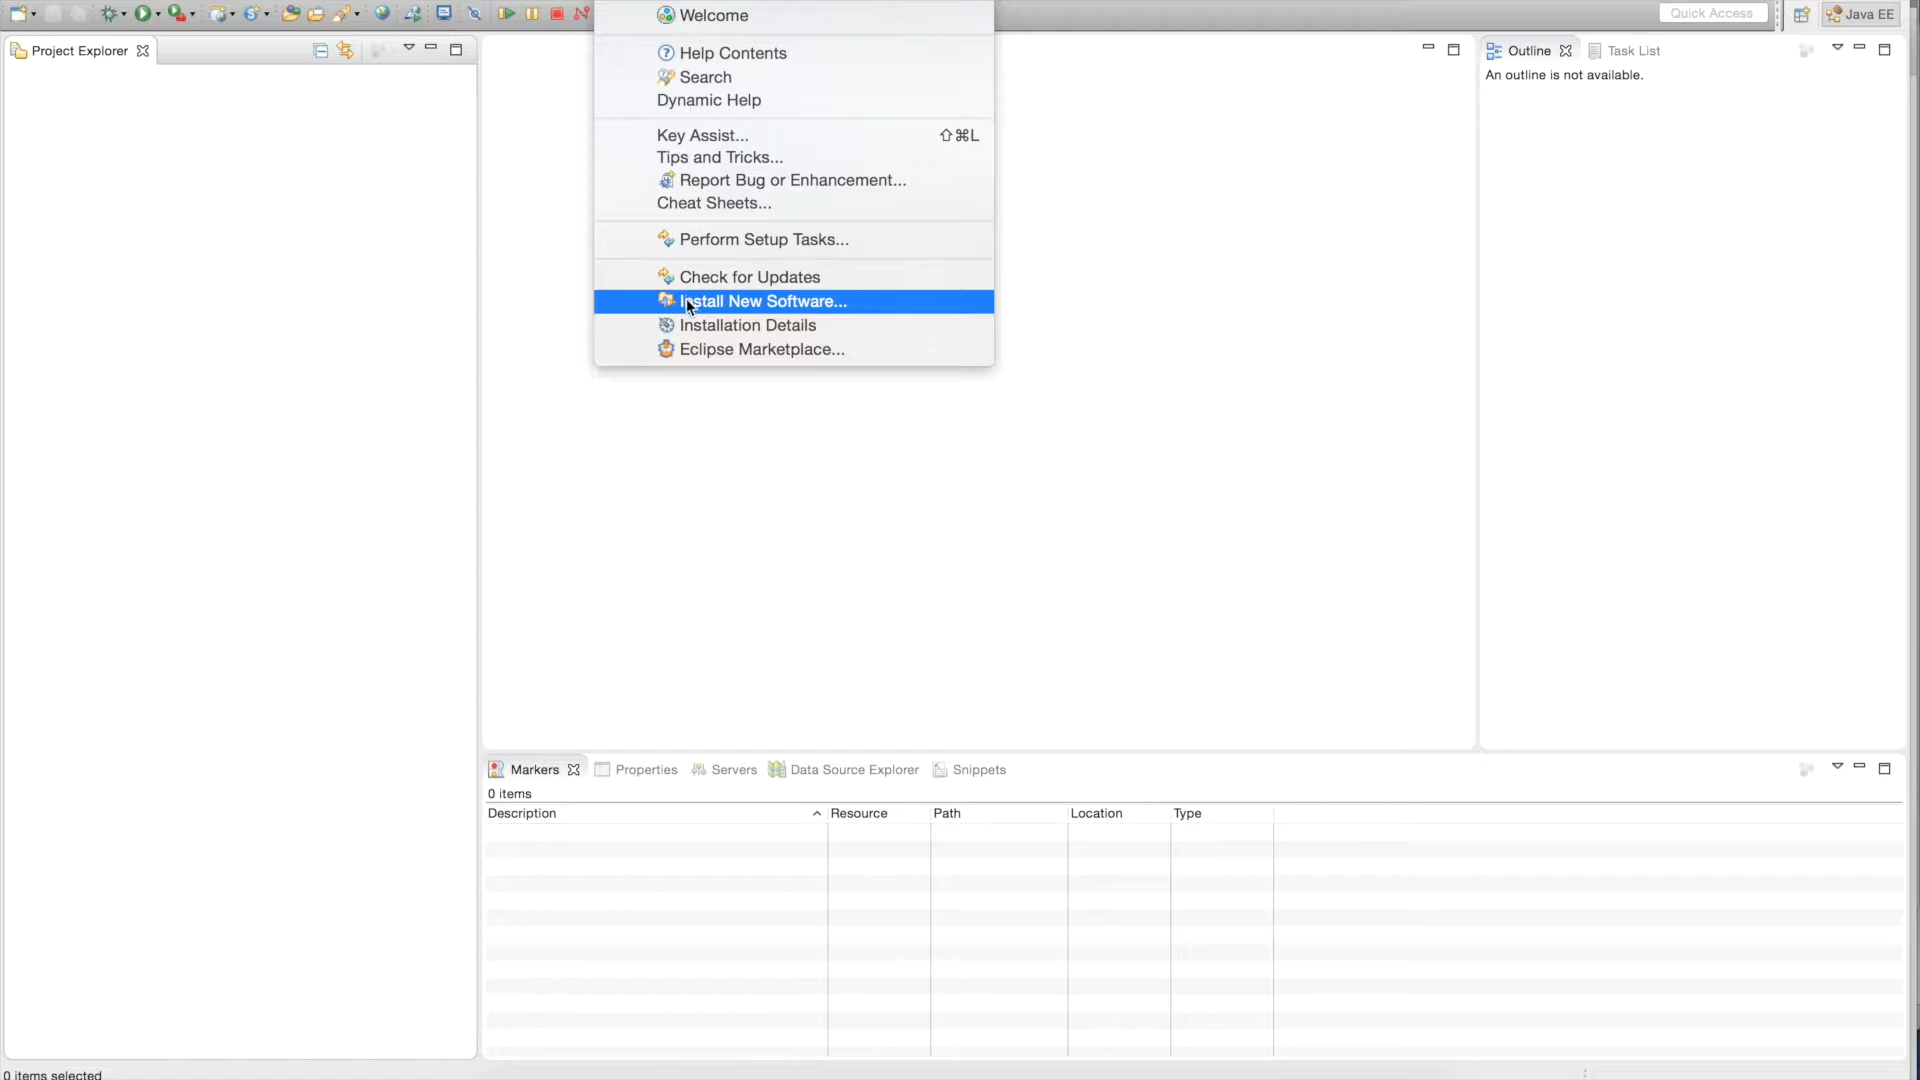 Welcome
Quick Access
Java EE
Project Explorer
Help Contents
Search
Dynamic Help
Key Assist... ⇧⌘L
Tips and Tricks...
Report Bug or Enhancement...
Cheat Sheets...
Perform Setup Tasks...
Check for Updates
Install New Software...
Installation Details
Eclipse Marketplace...
Outline Task List
An outline is not available.
Markers Properties Servers Data Source Explorer Snippets
0 items
Description Resource Path Location Type
0 items selected